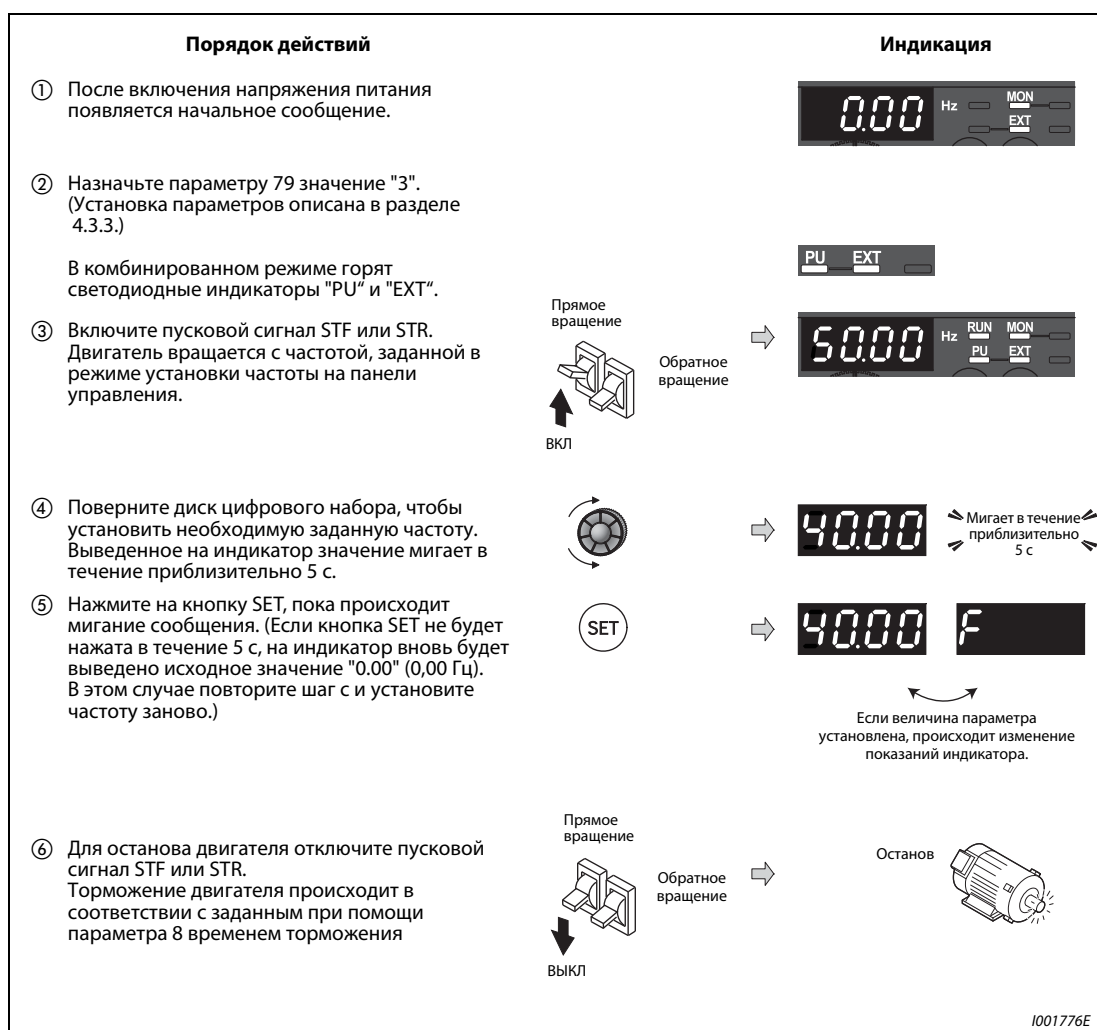 Порядок действий
Индикация
① После включения напряжения питания
появляется начальное сообщение.
0.00 Hz MON
EXT
② Назначьте параметру 79 значение "3".
(Установка параметров описана в разделе
4.3.3.)
В комбинированном режиме горят
светодиодные индикаторы "PU“ и "EXT“.
PU EXT
③ Включите пусковой сигнал STF или STR.
Двигатель вращается с частотой, заданной в
режиме установки частоты на панели
управления.
Прямое
вращение
Обратное
вращение
ВКЛ
50.00 Hz RUN MON
PU EXT
④ Поверните диск цифрового набора, чтобы
установить необходимую заданную частоту.
Выведенное на индикатор значение мигает в
течение приблизительно 5 с.
40.00
Мигает в течение
приблизительно
5 с
⑤ Нажмите на кнопку SET, пока происходит
мигание сообщения. (Если кнопка SET не будет
нажата в течение 5 с, на индикатор вновь будет
выведено исходное значение "0.00" (0,00 Гц).
В этом случае повторите шаг c и установите
частоту заново.)
SET
40.00 F
Если величина параметра
установлена, происходит изменение
показаний индикатора.
⑥ Для останова двигателя отключите пусковой
сигнал STF или STR.
Торможение двигателя происходит в
соответствии с заданным при помощи
параметра 8 временем торможения
Прямое
вращение
Обратное
вращение
ВЫКЛ
Останов
I001776E